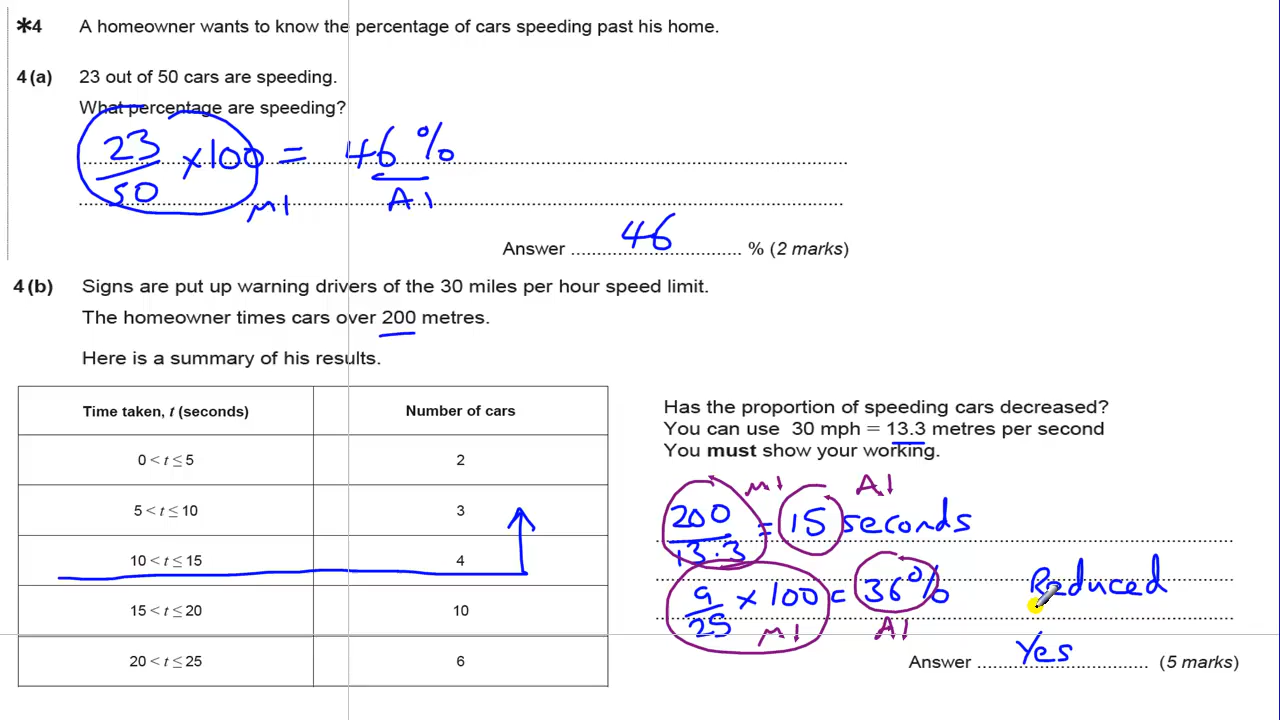 *4 A homeowner wants to know the percentage of cars speeding past his home.
4(a) 23 out of 50 cars are speeding.
What percentage are speeding?
23/50 × 100 = 46 %
M1 A1
Answer 46 % (2 marks)
4(b) Signs are put up warning drivers of the 30 miles per hour speed limit.
The homeowner times cars over 200 metres.
Here is a summary of his results.
Time taken, t (seconds) Number of cars
0 < t ≤ 5 2
5 < t ≤ 10 3
10 < t ≤ 15 4
15 < t ≤ 20 10
20 < t ≤ 25 6
Has the proportion of speeding cars decreased?
You can use 30 mph = 13.3 metres per second
You must show your working.
M1 A1
200/13.3 = 15 seconds
9/25 × 100 = 36% Reduced
M1 A1
Answer Yes (5 marks)